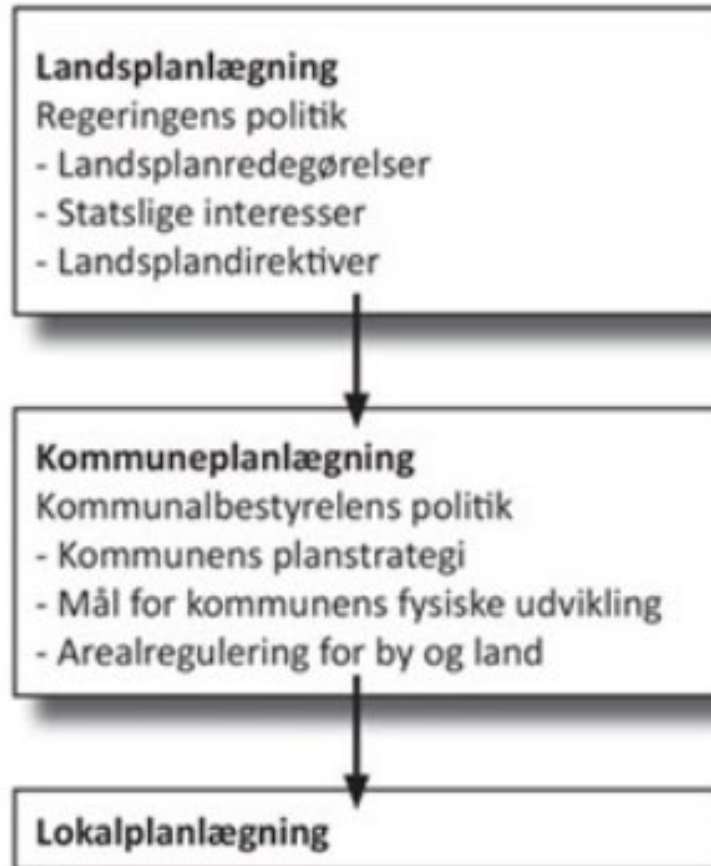 Landsplanlægning
Regeringens politik
- Landsplanredegørelser
- Statslige interesser
- Landsplandirektiver
Kommuneplanlægning
Kommunalbestyrelens politik
- Kommunens planstrategi
- Mål for kommunens fysiske udvikling
- Arealregulering for by og land
Lokalplanlægning